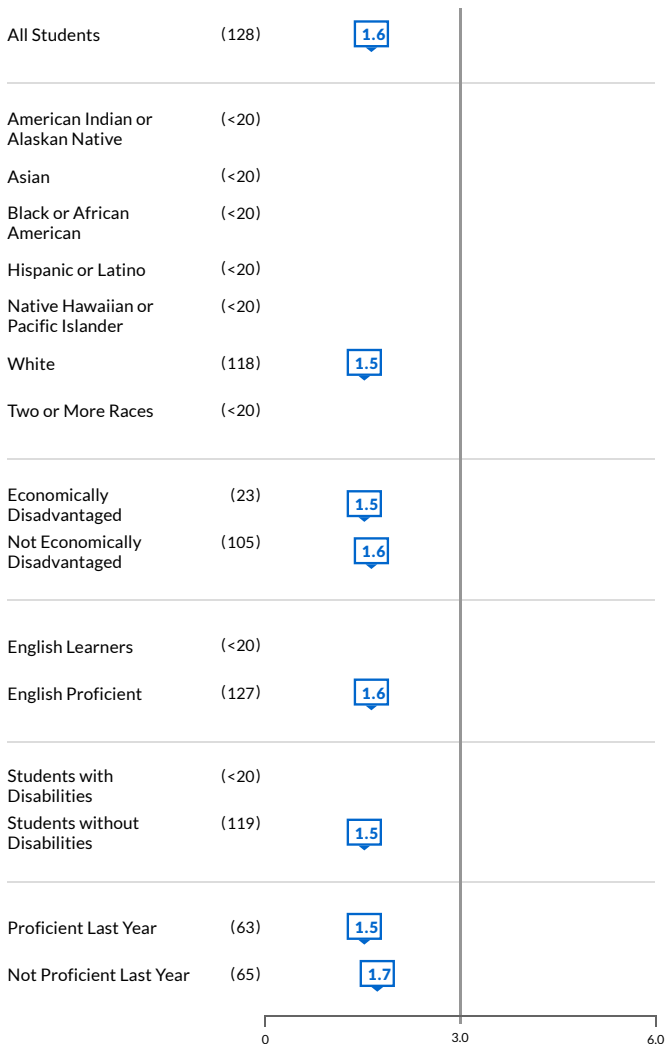 All Students (128) 1.6
American Indian or (<20)
Alaskan Native
Asian (<20)
Black or African (<20)
American
Hispanic or Latino (<20)
Native Hawaiian or (<20)
Pacific Islander
White (118) 1.5
Two or More Races (<20)
Economically (23) 1.5
Disadvantaged
Not Economically (105) 1.6
Disadvantaged
English Learners (<20)
English Proficient (127) 1.6
Students with (<20)
Disabilities
Students without (119) 1.5
Disabilities
Proficient Last Year (63) 1.5
Not Proficient Last Year (65) 1.7
0 3.0 6.0